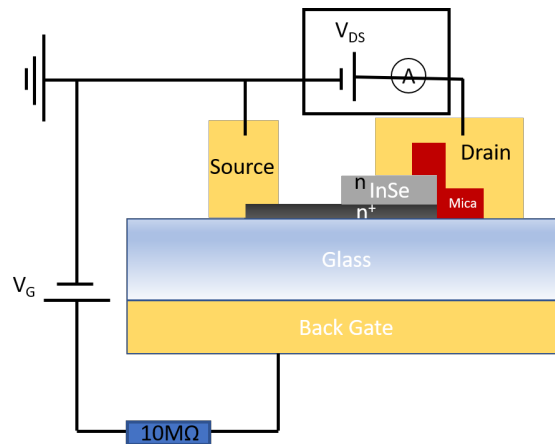 V_DS
A
Source
Drain
n
InSe
n⁺
Mica
Glass
V_G
Back Gate
10MΩ